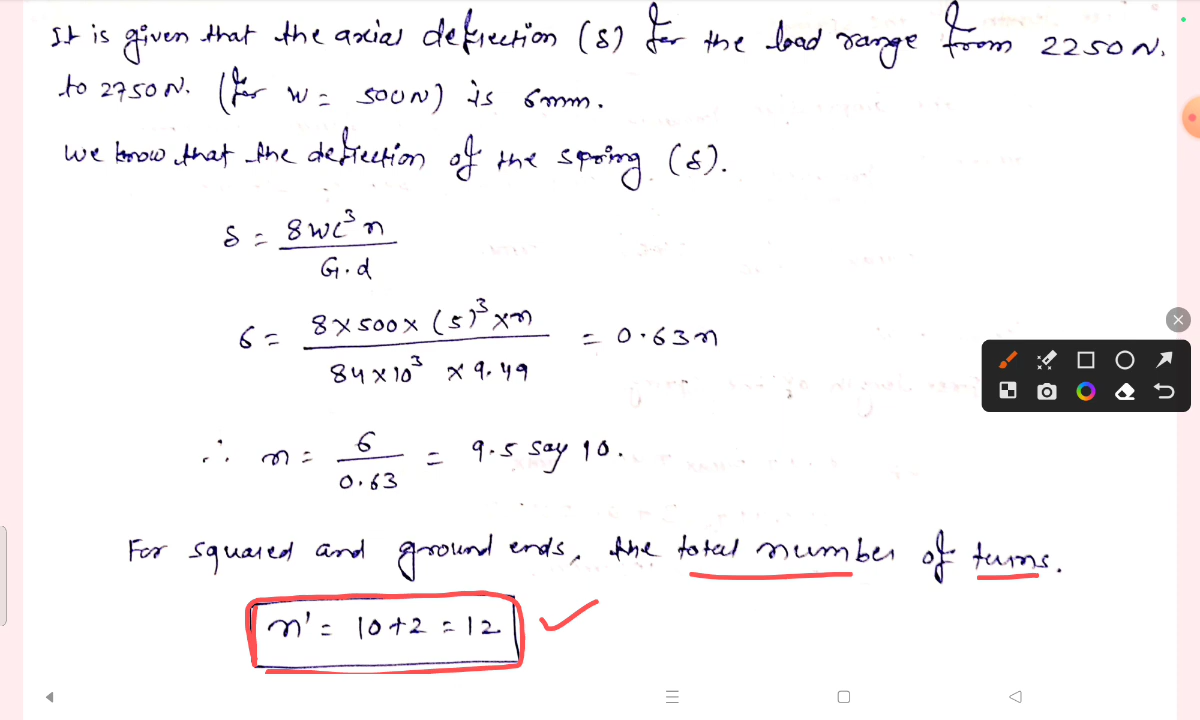 It is given that the axial deflection (δ) for the load range from 2250 N.
to 2750 N. (for W = 500N) is 6mm.
We know that the deflection of the spring (δ).
δ = 8WC³n / G.d
6 = 8×500×(5)³×n / 84×10³ × 9.49 = 0.63n
∴ n = 6 / 0.63 = 9.5 say 10.
For squared and ground ends, the total number of turns.
n' = 10+2 = 12